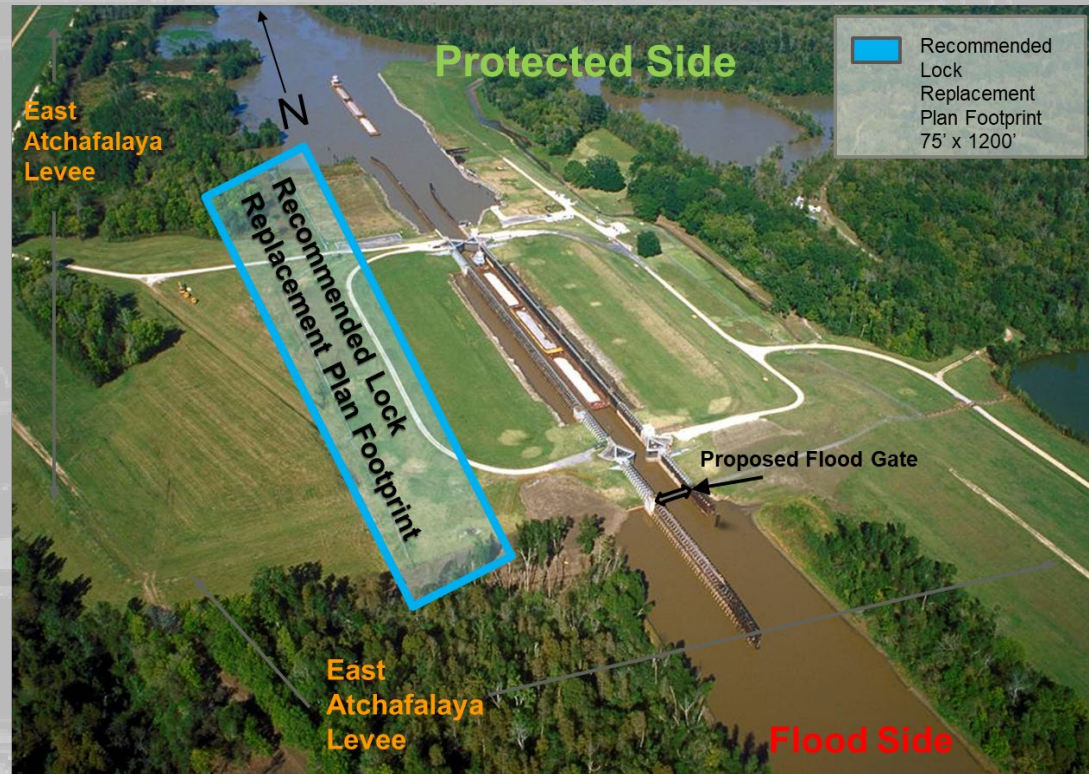 Protected Side
Recommended
Lock
Replacement
Plan Footprint
75' x 1200'
N
East
Atchafalaya
Levee
Recommended Lock
Replacement Plan Footprint
Proposed Flood Gate
East
Atchafalaya
Levee
Flood Side